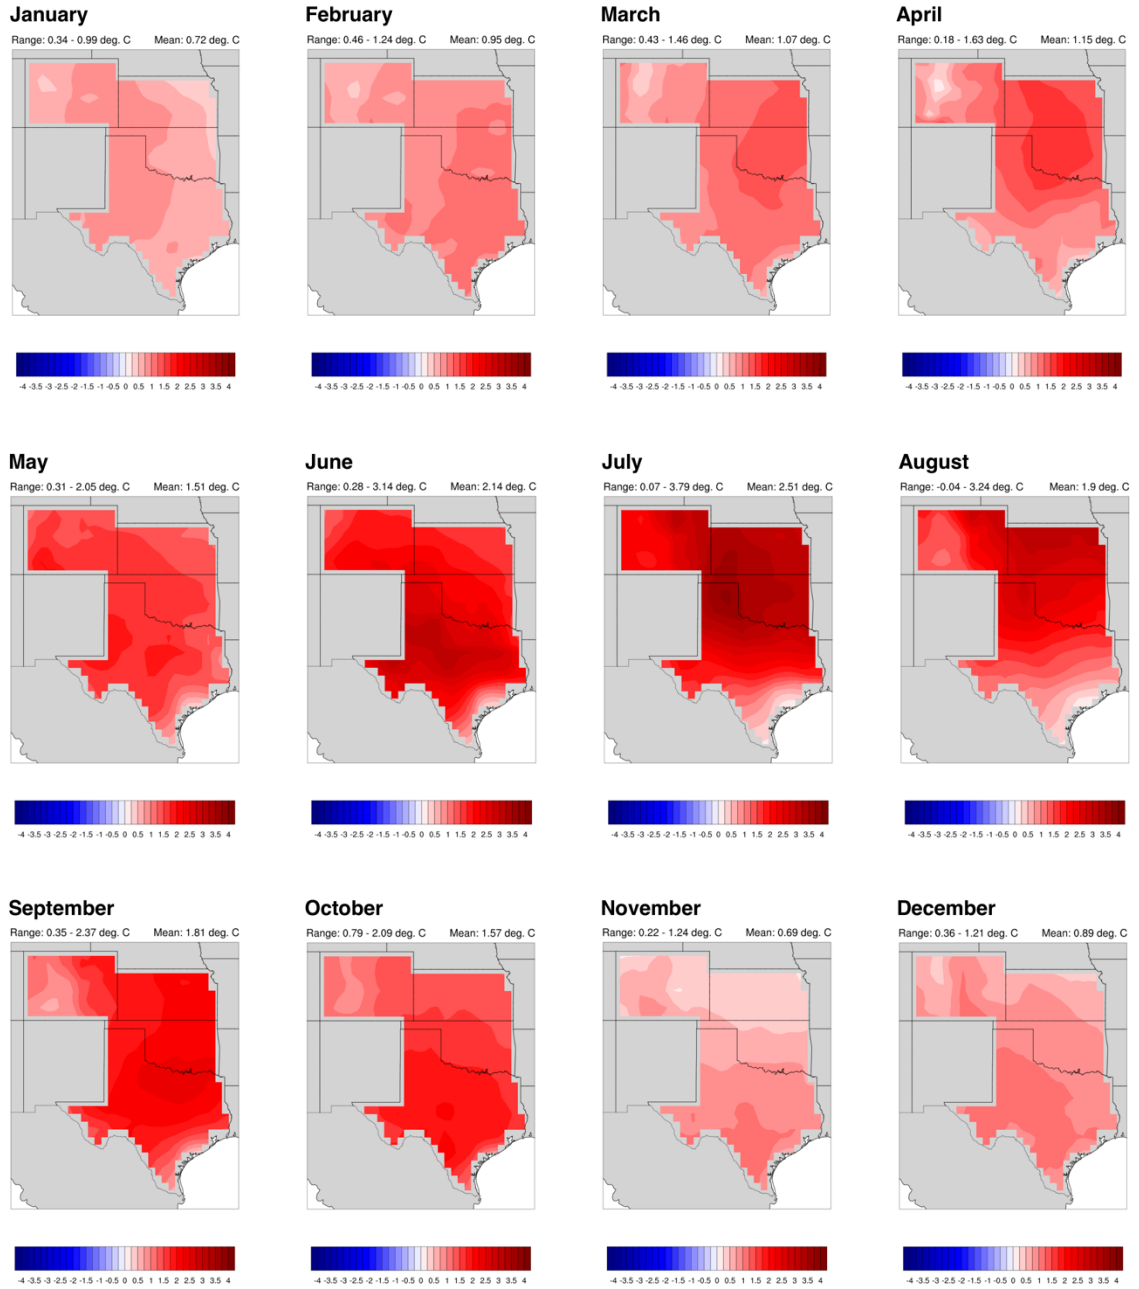 January February March April
Range: 0.34 - 0.99 deg. C Mean: 0.72 deg. C Range: 0.46 - 1.24 deg. C Mean: 0.95 deg. C Range: 0.43 - 1.46 deg. C Mean: 1.07 deg. C Range: 0.18 - 1.63 deg. C Mean: 1.15 deg. C
-4 -3.5 -3 -2.5 -2 -1.5 -1 -0.5 0 0.5 1 1.5 2 2.5 3 3.5 4 -4 -3.5 -3 -2.5 -2 -1.5 -1 -0.5 0 0.5 1 1.5 2 2.5 3 3.5 4 -4 -3.5 -3 -2.5 -2 -1.5 -1 -0.5 0 0.5 1 1.5 2 2.5 3 3.5 4 -4 -3.5 -3 -2.5 -2 -1.5 -1 -0.5 0 0.5 1 1.5 2 2.5 3 3.5 4
May June July August
Range: 0.31 - 2.05 deg. C Mean: 1.51 deg. C Range: 0.28 - 3.14 deg. C Mean: 2.14 deg. C Range: 0.07 - 3.79 deg. C Mean: 2.51 deg. C Range: -0.04 - 3.24 deg. C Mean: 1.9 deg. C
-4 -3.5 -3 -2.5 -2 -1.5 -1 -0.5 0 0.5 1 1.5 2 2.5 3 3.5 4 -4 -3.5 -3 -2.5 -2 -1.5 -1 -0.5 0 0.5 1 1.5 2 2.5 3 3.5 4 -4 -3.5 -3 -2.5 -2 -1.5 -1 -0.5 0 0.5 1 1.5 2 2.5 3 3.5 4 -4 -3.5 -3 -2.5 -2 -1.5 -1 -0.5 0 0.5 1 1.5 2 2.5 3 3.5 4
September October November December
Range: 0.35 - 2.37 deg. C Mean: 1.81 deg. C Range: 0.79 - 2.09 deg. C Mean: 1.57 deg. C Range: 0.22 - 1.24 deg. C Mean: 0.69 deg. C Range: 0.36 - 1.21 deg. C Mean: 0.89 deg. C
-4 -3.5 -3 -2.5 -2 -1.5 -1 -0.5 0 0.5 1 1.5 2 2.5 3 3.5 4 -4 -3.5 -3 -2.5 -2 -1.5 -1 -0.5 0 0.5 1 1.5 2 2.5 3 3.5 4 -4 -3.5 -3 -2.5 -2 -1.5 -1 -0.5 0 0.5 1 1.5 2 2.5 3 3.5 4 -4 -3.5 -3 -2.5 -2 -1.5 -1 -0.5 0 0.5 1 1.5 2 2.5 3 3.5 4